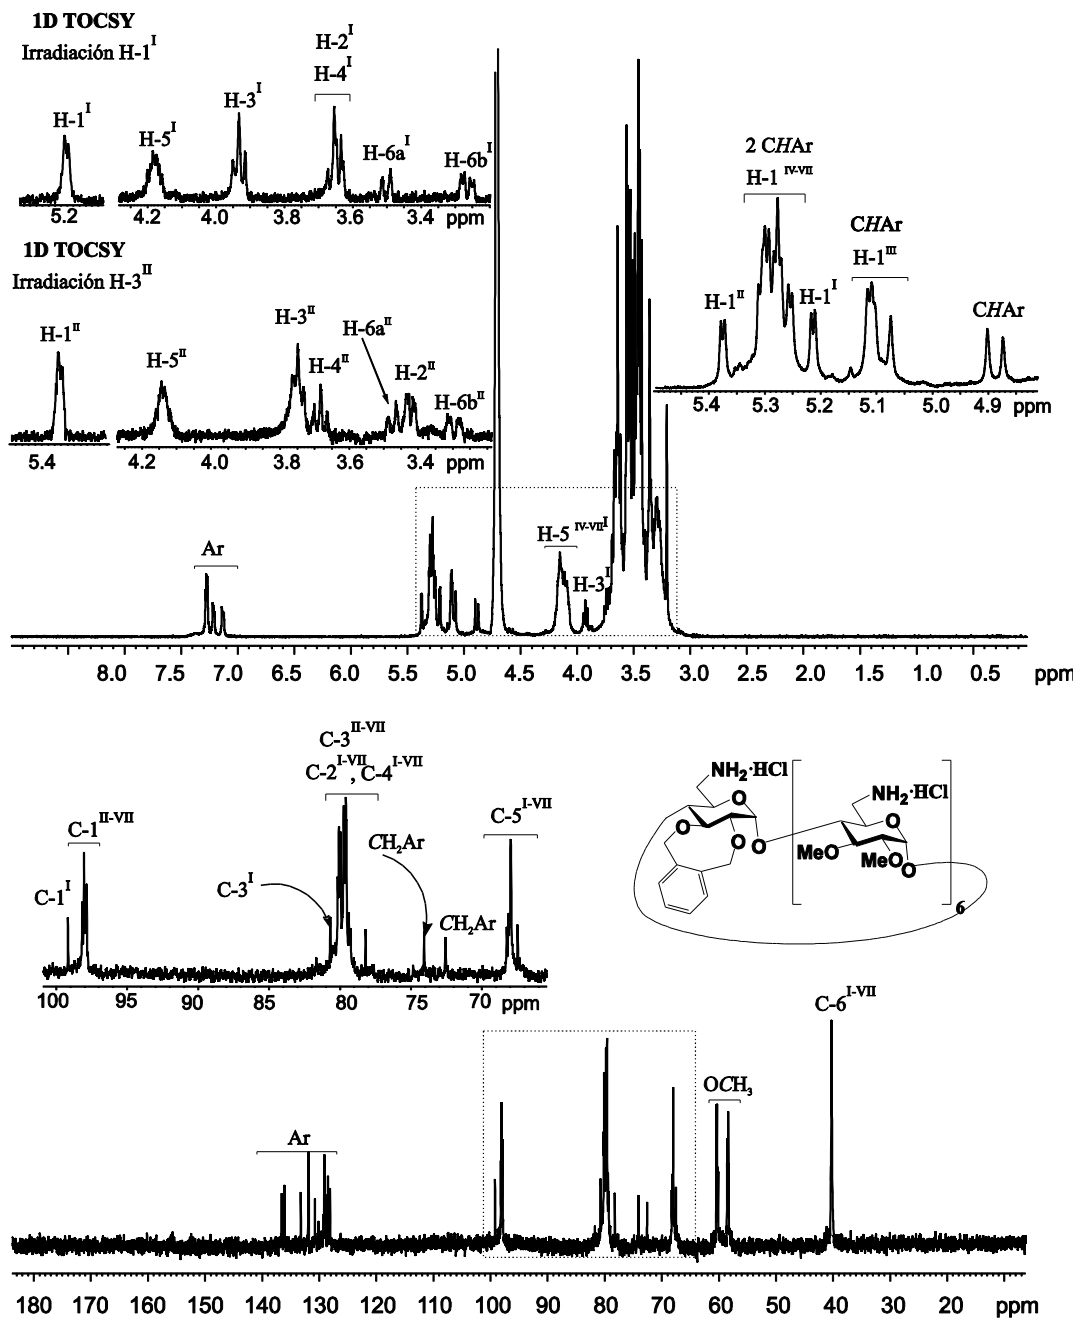 1D TOCSY
Irradiación H-1^I
H-1^I
H-5^I
H-3^I
H-2^I
H-4^I
H-6a^I
H-6b^I
5.2 4.2 4.0 3.8 3.6 3.4 ppm
1D TOCSY
Irradiación H-3^II
H-1^II
H-5^II
H-3^II
H-4^II
H-6a^II
H-2^II
H-6b^II
5.4 4.2 4.0 3.8 3.6 3.4 ppm
2 CHAr
H-1^IV-VII
H-1^II
H-1^I
CHAr
H-1^III
CHAr
5.4 5.3 5.2 5.1 5.0 4.9 ppm
Ar
H-5^IV-VII I
H-3^I
8.0 7.5 7.0 6.5 6.0 5.5 5.0 4.5 4.0 3.5 3.0 2.5 2.0 1.5 1.0 0.5 ppm
C-1^I
C-1^II-VII
C-3^I
C-3^II-VII
C-2^I-VII, C-4^I-VII
CH₂Ar
CH₂Ar
C-5^I-VII
100 95 90 85 80 75 70 ppm
NH₂·HCl
O
O
O
O
NH₂·HCl
O
MeO
MeO
O
6
Ar
OCH₃
C-6^I-VII
180 170 160 150 140 130 120 110 100 90 80 70 60 50 40 30 20 ppm